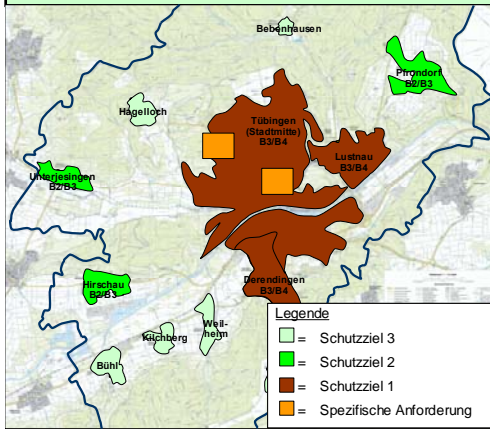 Bebenhausen
Pfrondorf
B2/B3
Hagelloch
Tübingen
(Stadtmitte)
B3/B4
Lustnau
B3/B4
Unterjesingen
B2/B3
Hirschau
B2/B3
Derendingen
B3/B4
Weil-
heim
Kilchberg
Bühl
Legende
= Schutzziel 3
= Schutzziel 2
= Schutzziel 1
= Spezifische Anforderung